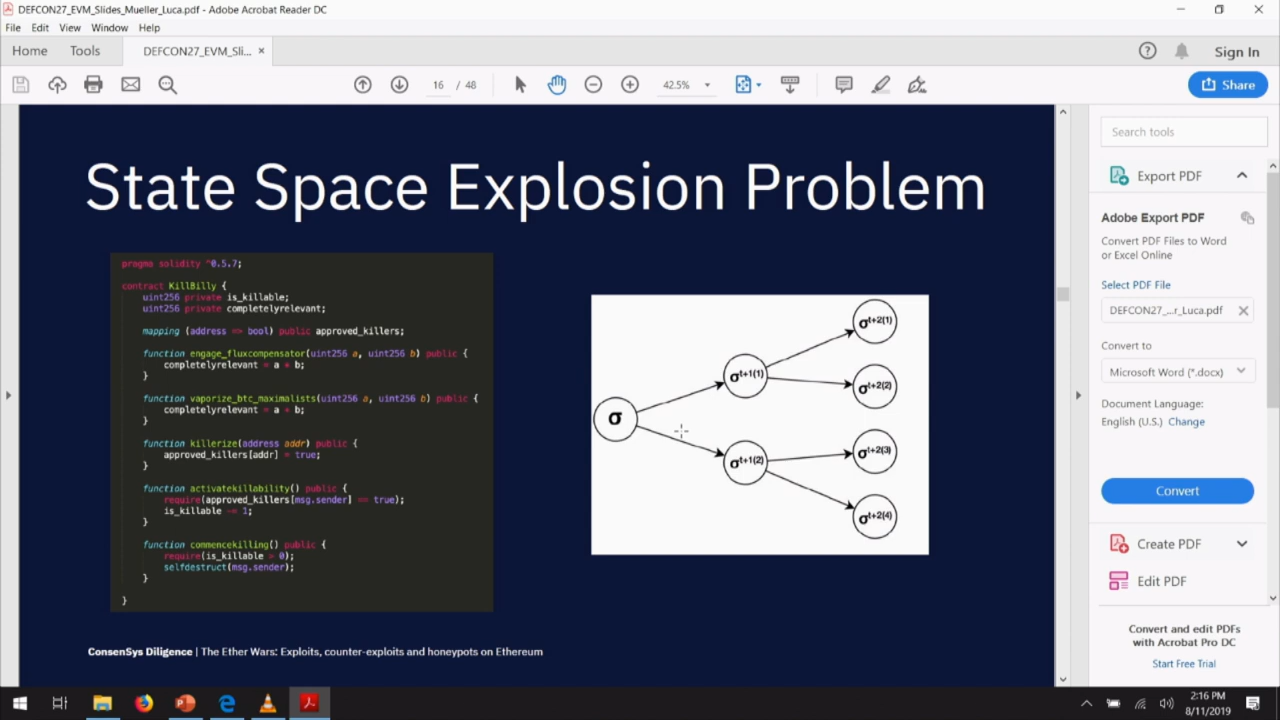 DEFCON27_EVM_Slides_Mueller_Luca.pdf - Adobe Acrobat Reader DC
File Edit View Window Help
Home Tools DEFCON27_EVM_Sli... × Sign In
16 / 48 42.5% Share
State Space Explosion Problem
pragma solidity ^0.5.7;
contract KillBilly {
uint256 private is_killable;
uint256 private completelyrelevant;
mapping (address => bool) public approved_killers;
function engage_fluxcompensator(uint256 a, uint256 b) public {
completelyrelevant = a * b;
}
function vaporize_btc_maximalists(uint256 a, uint256 b) public {
completelyrelevant = a + b;
}
function killerize(address addr) public {
approved_killers[addr] = true;
}
function activatekillability() public {
require(approved_killers[msg.sender] == true);
is_killable -= 1;
}
function commencekilling() public {
require(is_killable > 0);
selfdestruct(msg.sender);
}
}
σ
σt+1(1)
σt+1(2)
σt+2(1)
σt+2(2)
σt+2(3)
σt+2(4)
ConsenSys Diligence | The Ether Wars: Exploits, counter-exploits and honeypots on Ethereum
Search tools
Export PDF
Adobe Export PDF
Convert PDF Files to Word
or Excel Online
Select PDF File
DEFCON27_...r_Luca.pdf
Convert to
Microsoft Word (*.docx)
Document Language:
English (U.S.) Change
Convert
Create PDF
Edit PDF
Convert and edit PDFs
with Acrobat Pro DC
Start Free Trial
2:16 PM
8/11/2019